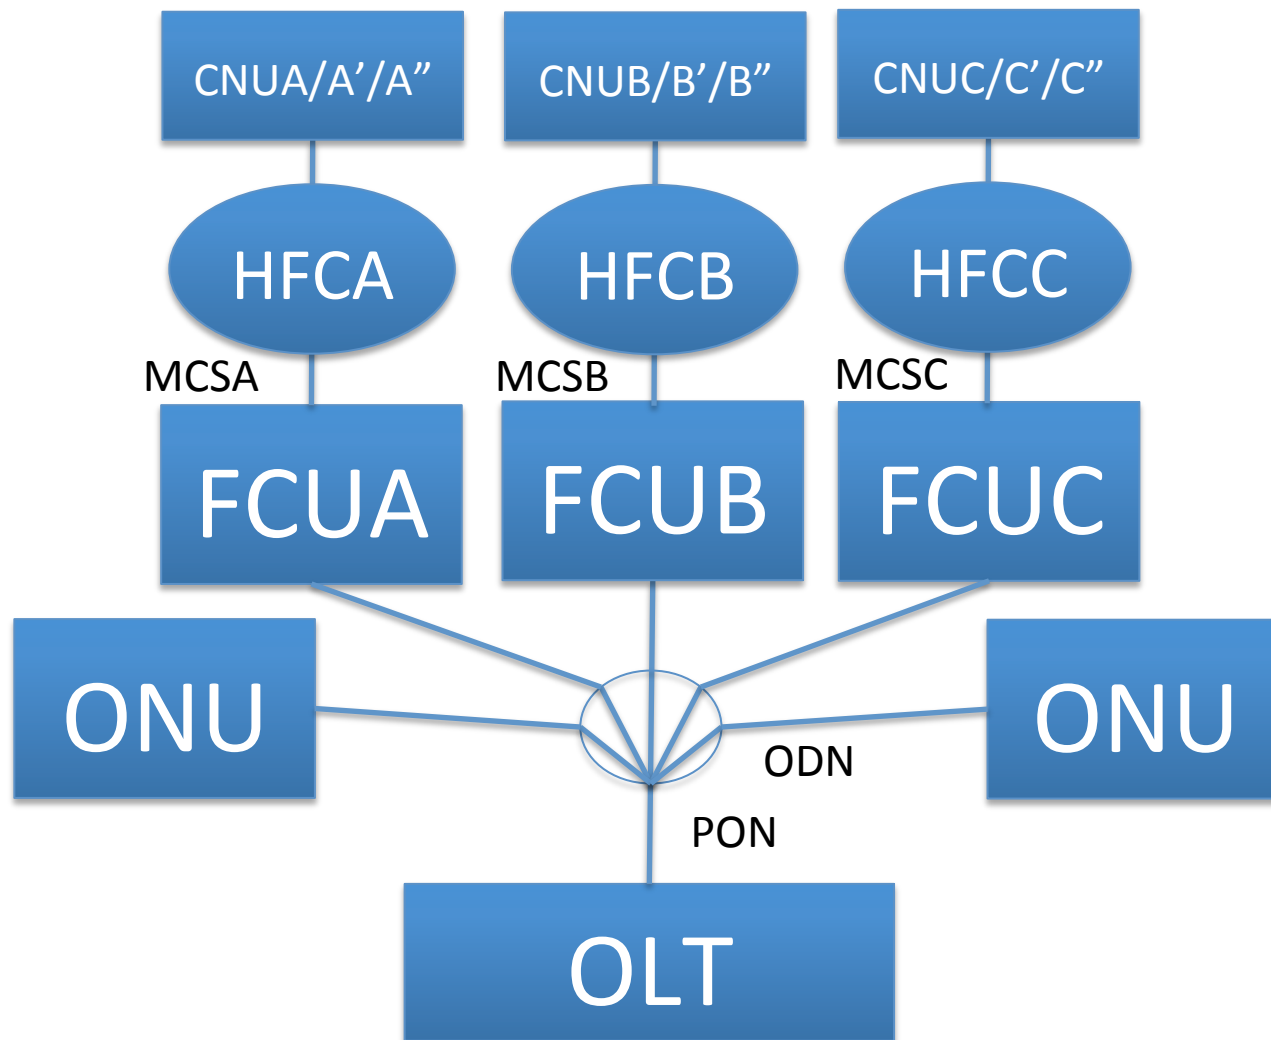 CNUA/A’/A”
CNUB/B’/B”
CNUC/C’/C”
HFCA
HFCB
HFCC
MCSA
MCSB
MCSC
FCUA
FCUB
FCUC
ONU
ONU
ODN
PON
OLT